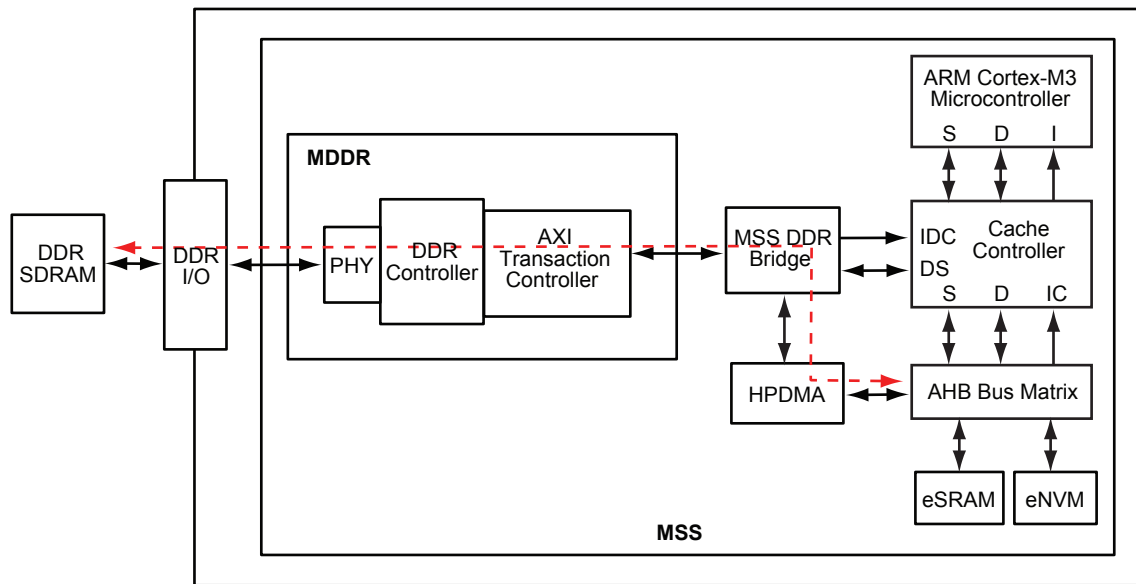 ARM Cortex-M3
Microcontroller
S D I
MDDR
DDR
SDRAM
DDR
I/O
PHY
DDR
Controller
AXI
Transaction
Controller
MSS DDR
Bridge
IDC
Cache
Controller
DS
S D IC
HPDMA
AHB Bus Matrix
eSRAM
eNVM
MSS